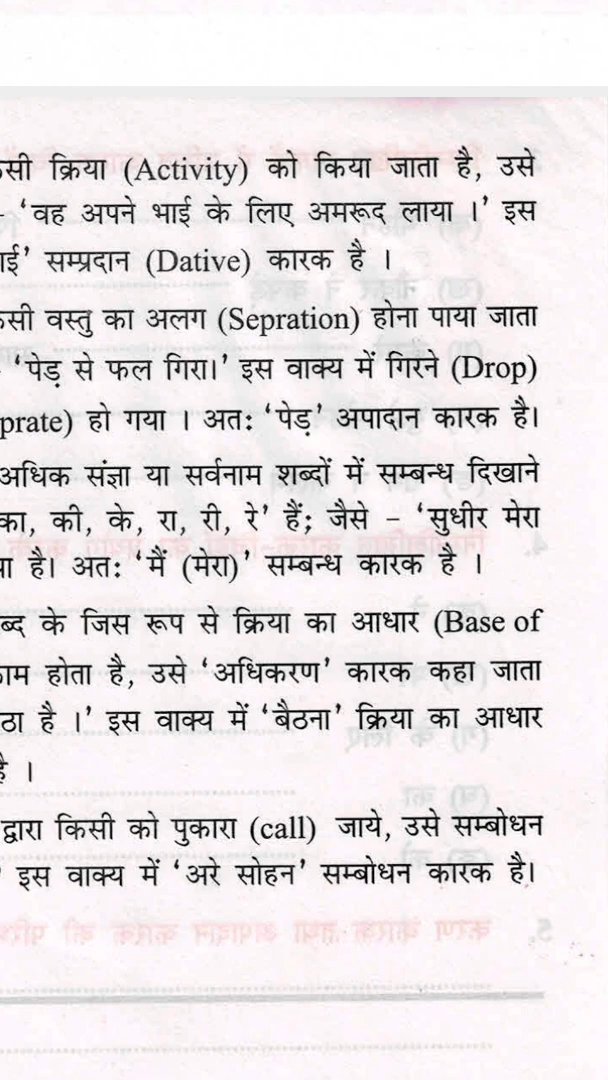 सी क्रिया (Activity) को किया जाता है, उसे
- 'वह अपने भाई के लिए अमरूद लाया ।' इस
ई' सम्प्रदान (Dative) कारक है ।
सी वस्तु का अलग (Sepration) होना पाया जाता
'पेड़ से फल गिरा।' इस वाक्य में गिरने (Drop)
prate) हो गया । अतः 'पेड़' अपादान कारक है।
अधिक संज्ञा या सर्वनाम शब्दों में सम्बन्ध दिखाने
का, की, के, रा, री, रे' हैं; जैसे – 'सुधीर मेरा
है। अतः 'मैं (मेरा)' सम्बन्ध कारक है ।
ब्द के जिस रूप से क्रिया का आधार (Base of
ाम होता है, उसे 'अधिकरण' कारक कहा जाता
ठा है ।' इस वाक्य में 'बैठना' क्रिया का आधार
है ।
द्वारा किसी को पुकारा (call) जाये, उसे सम्बोधन
' इस वाक्य में 'अरे सोहन' सम्बोधन कारक है।